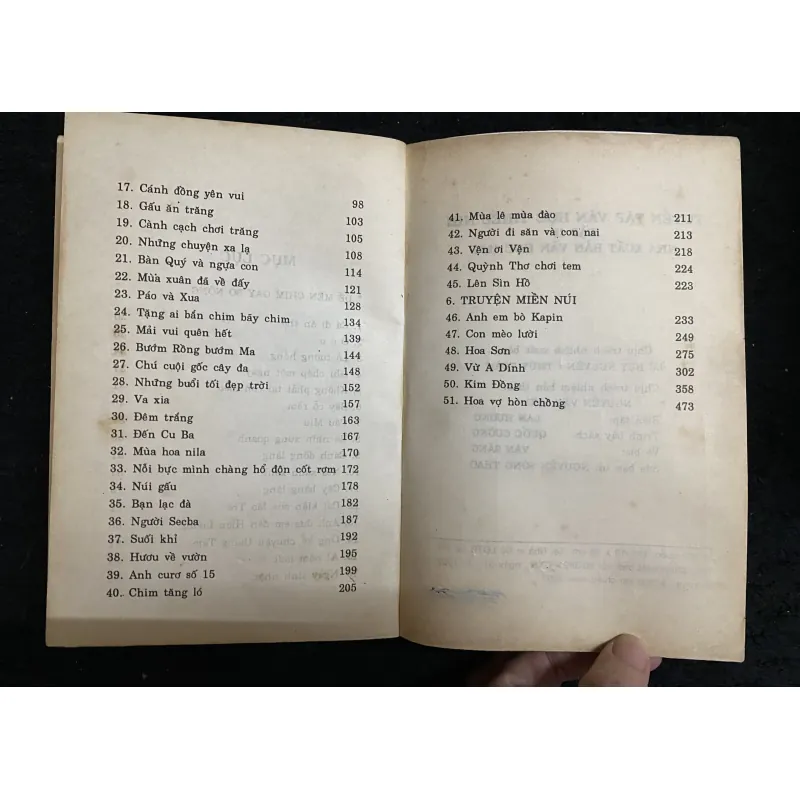 17. Cánh đồng yên vui 98
18. Gấu ăn trăng 103
19. Cành cạch chơi trăng 105
20. Những chuyện xa lạ 108
21. Bàn Quý và ngựa con 114
22. Mùa xuân đã về đấy 121
23. Páo và Xua 128
24. Tặng ai bắn chim bẫy chim 134
25. Mải vui quên hết 139
26. Bướm Rồng bướm Ma 144
27. Chú cuội gốc cây đa 148
28. Những buổi tối đẹp trời 152
29. Va xia 157
30. Đêm trắng 163
31. Đến Cu Ba 167
32. Mùa hoa nila 170
33. Nỗi bực mình chàng hổ độn cốt rợm 172
34. Núi gấu 178
35. Bạn lạc đà 182
36. Người Secba 187
37. Suối khỉ 192
38. Hươu về vườn 195
39. Anh curơ số 15 199
40. Chim tăng ló 205
41. Mùa lê mùa đào 211
42. Người đi săn và con nai 213
43. Vện ơi Vện 218
44. Quỳnh Thơ chơi tem 224
45. Lên Sìn Hồ 223
6. TRUYỆN MIỀN NÚI
46. Anh em bò Kapin 233
47. Con mèo lười 249
48. Hoa Sơn 275
49. Vừ A Dính 302
50. Kim Đồng 358
51. Hoa vợ hòn chồng 473